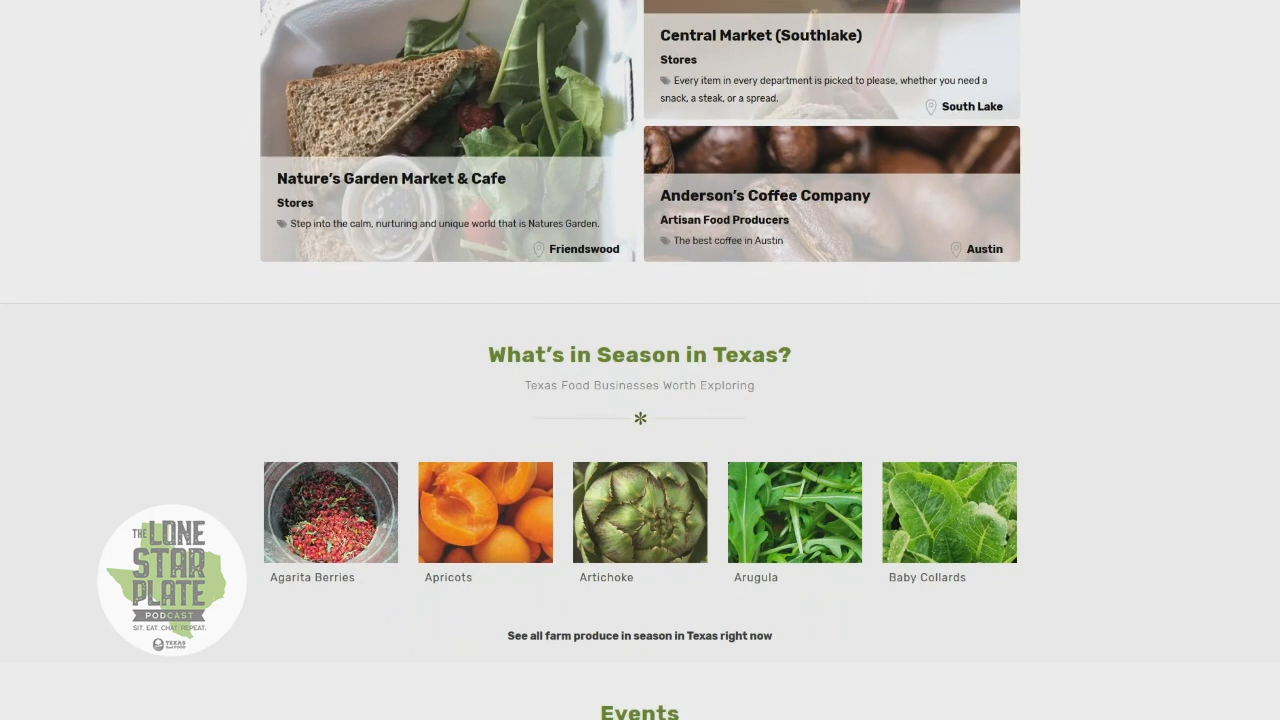 Central Market (Southlake)
Stores
Every item in every department is picked to please, whether you need a
snack, a steak, or a spread.
South Lake
Nature's Garden Market & Cafe
Stores
Step into the calm, nurturing and unique world that is Natures Garden.
Friendswood
Anderson's Coffee Company
Artisan Food Producers
The best coffee in Austin
Austin
What's in Season in Texas?
Texas Food Businesses Worth Exploring
Agarita Berries
Apricots
Artichoke
Arugula
Baby Collards
THE LONE
STAR
PLATE
PODCAST
SIT. EAT. CHAT. REPEAT.
TEXAS
Real FOOD
See all farm produce in season in Texas right now
Events